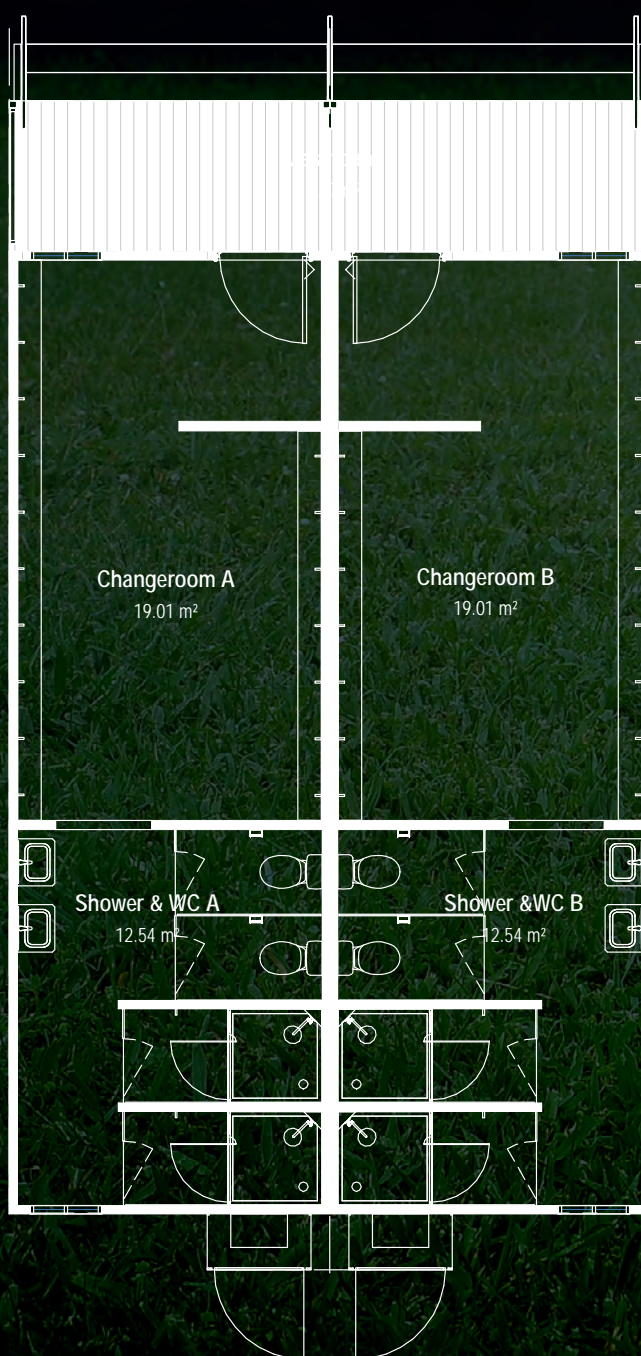 Changeroom A
19.01 m²
Changeroom B
19.01 m²
Shower & WC A
12.54 m²
Shower &WC B
12.54 m²